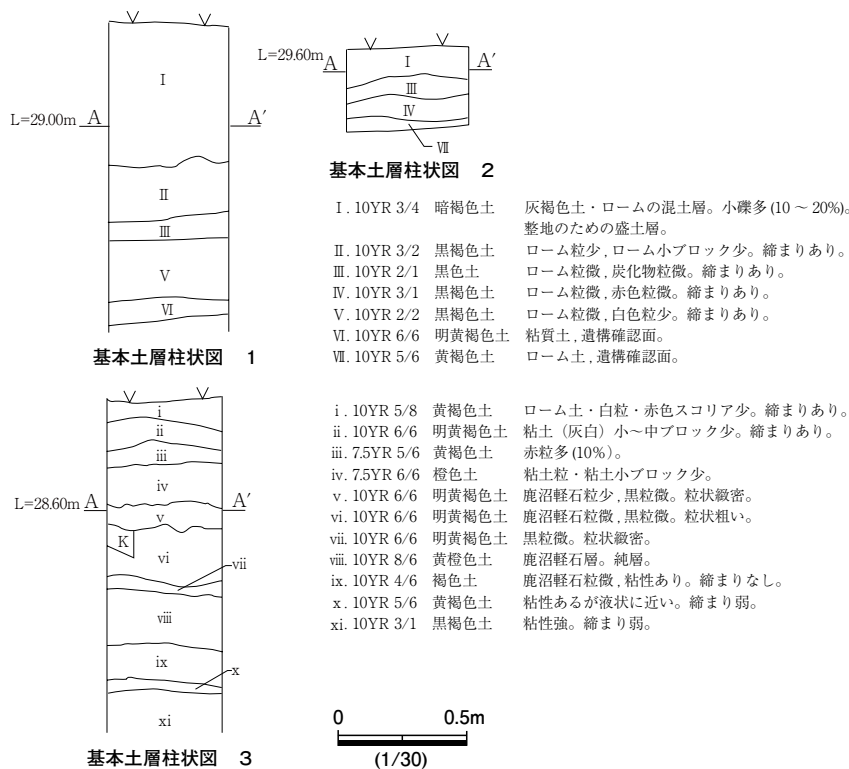 I
L=29.00m A A′
II
III
V
VI
基本土層柱状図 1
L=29.60m A A′
I
III
IV
VII
基本土層柱状図 2
I. 10YR 3/4 暗褐色土 灰褐色土・ロームの混土層。小礫多(10～20%)。
整地のための盛土層。
II. 10YR 3/2 黒褐色土 ローム粒少,ローム小ブロック少。締まりあり。
III. 10YR 2/1 黒色土 ローム粒微,炭化物粒微。締まりあり。
IV. 10YR 3/1 黒褐色土 ローム粒微,赤色粒微。締まりあり。
V. 10YR 2/2 黒褐色土 ローム粒微,白色粒少。締まりあり。
VI. 10YR 6/6 明黄褐色土 粘質土,遺構確認面。
VII. 10YR 5/6 黄褐色土 ローム土,遺構確認面。
i
ii
iii
iv
L=28.60m A A′
v
K
vi
vii
viii
ix
x
xi
基本土層柱状図 3
i. 10YR 5/8 黄褐色土 ローム土・白粒・赤色スコリア少。締まりあり。
ii. 10YR 6/6 明黄褐色土 粘土（灰白）小～中ブロック少。締まりあり。
iii. 7.5YR 5/6 黄褐色土 赤粒多(10%)。
iv. 7.5YR 6/6 橙色土 粘土粒・粘土小ブロック少。
v. 10YR 6/6 明黄褐色土 鹿沼軽石粒少,黒粒微。粒状緻密。
vi. 10YR 6/6 明黄褐色土 鹿沼軽石粒微,黒粒微。粒状粗い。
vii. 10YR 6/6 明黄褐色土 黒粒微。粒状緻密。
viii. 10YR 8/6 黄橙色土 鹿沼軽石層。純層。
ix. 10YR 4/6 褐色土 鹿沼軽石粒微,粘性あり。締まりなし。
x. 10YR 5/6 黄褐色土 粘性あるが液状に近い。締まり弱。
xi. 10YR 3/1 黒褐色土 粘性強。締まり弱。
0 0.5m
(1/30)